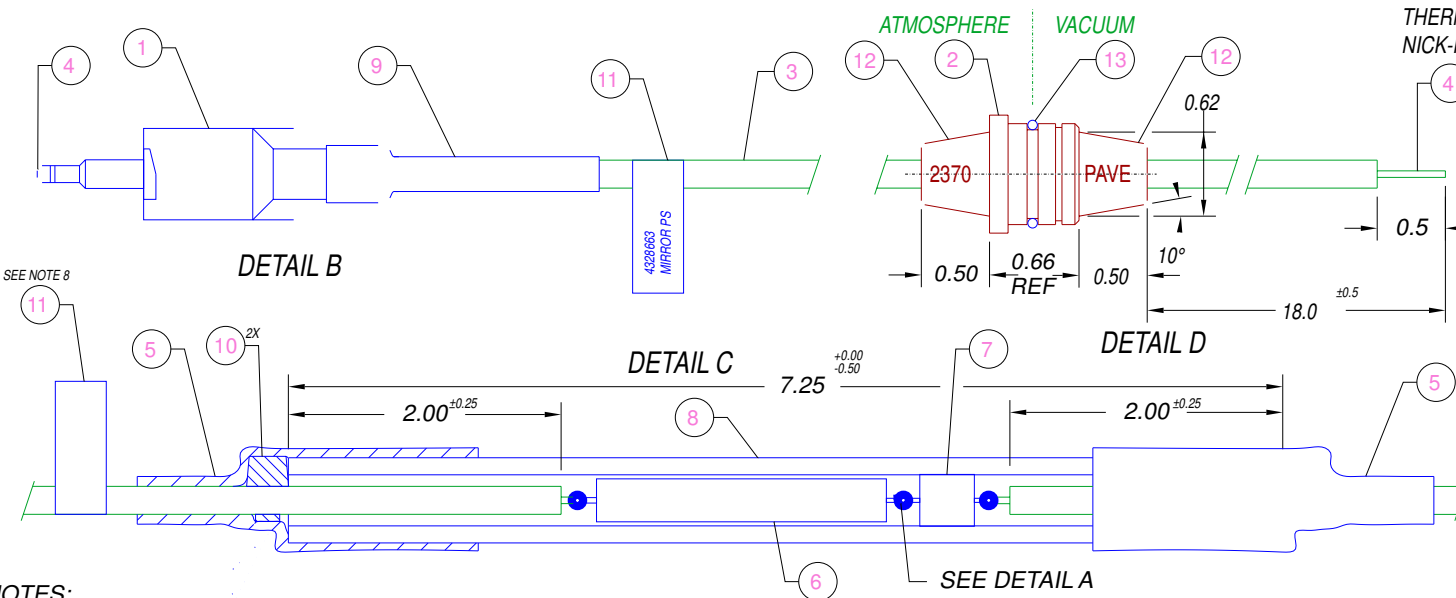 ATMOSPHERE VACUUM
THERM
NICK-
4 1 9 11 3 12 2 13 12 4
0.62
2370 PAVE
4328663
MIRROR PS
DETAIL B
0.50 0.66 0.50 10° 0.5
REF
18.0 ±0.5
DETAIL D
SEE NOTE 8
11 5 10 2X
DETAIL C
7.25 +0.00 -0.50
7 5
2.00 ±0.25 2.00 ±0.25
8
6
SEE DETAIL A
NOTES: